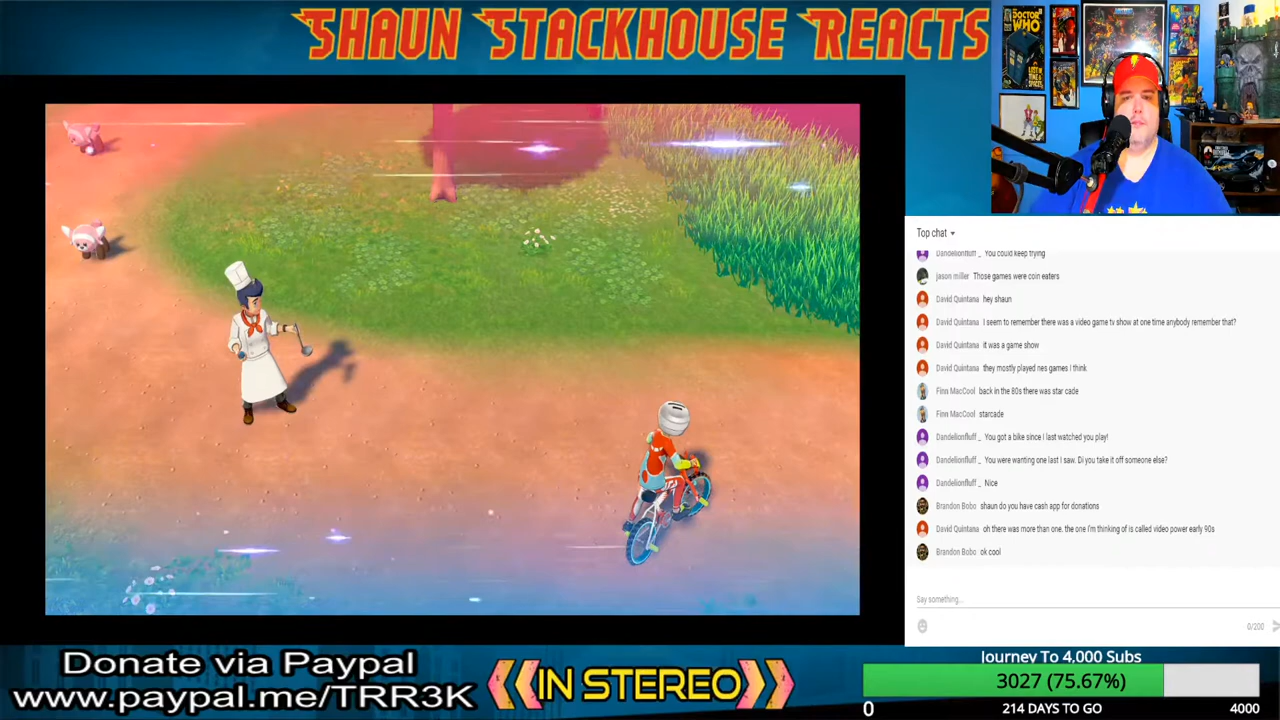 SHAUN STACKHOUSE REACTS
DOCTOR WHO
Top chat
Dandelionfluff_ You could keep trying
jason miller Those games were coin eaters
David Quintana hey shaun
David Quintana I seem to remember there was a video game tv show at one time anybody remember that?
David Quintana it was a game show
David Quintana they mostly played nes games I think
Finn MacCool back in the 80s there was star cade
Finn MacCool starcade
Dandelionfluff_ You got a bike since I last watched you play!
Dandelionfluff_ You were wanting one last I saw. Di you take it off someone else?
Dandelionfluff_ Nice
Brandon Bobo shaun do you have cash app for donations
David Quintana oh there was more than one. the one i'm thinking of is called video power early 90s
Brandon Bobo ok cool
Say something...
0/200
Donate via Paypal
www.paypal.me/TRR3K
IN STEREO
Journey To 4,000 Subs
3027 (75.67%)
0 214 DAYS TO GO 4000